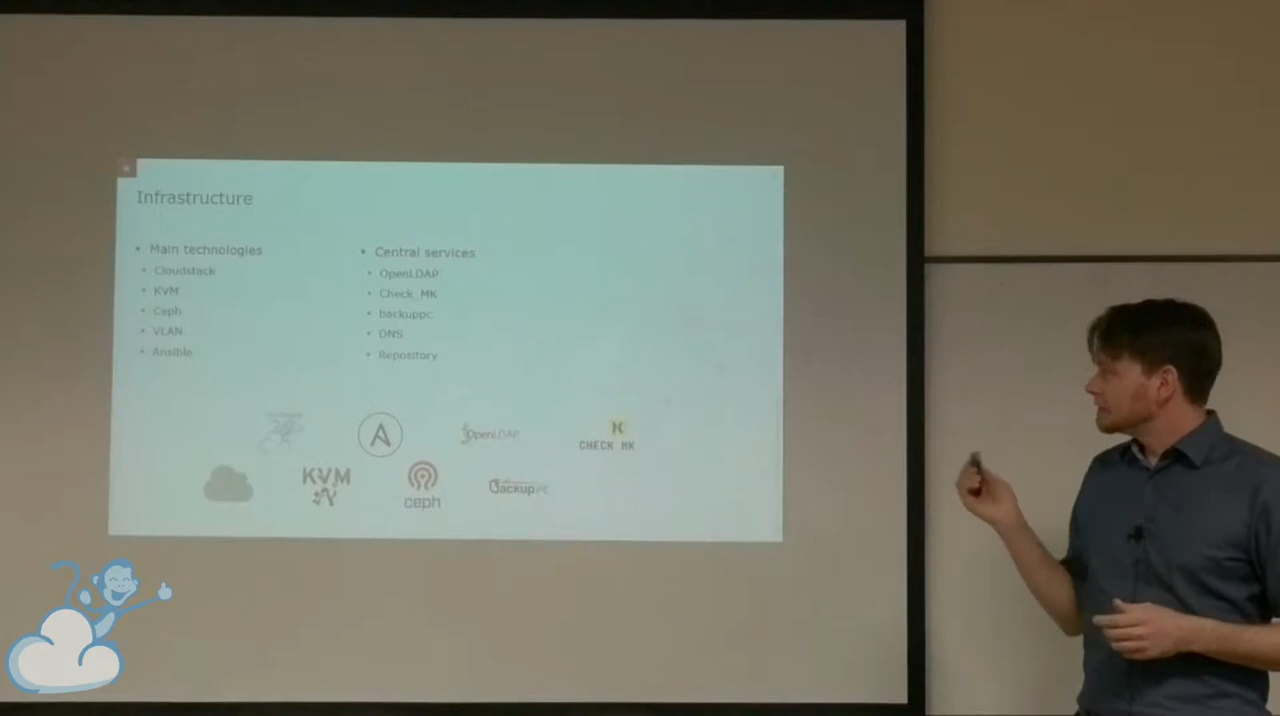 Infrastructure
• Main technologies
• Cloudstack
• KVM
• Ceph
• VLAN
• Ansible
• Central services
• OpenLDAP
• Check_MK
• backuppc
• DNS
• Repository
OpenLDAP
CHECK MK
KVM
ceph
BackupPC